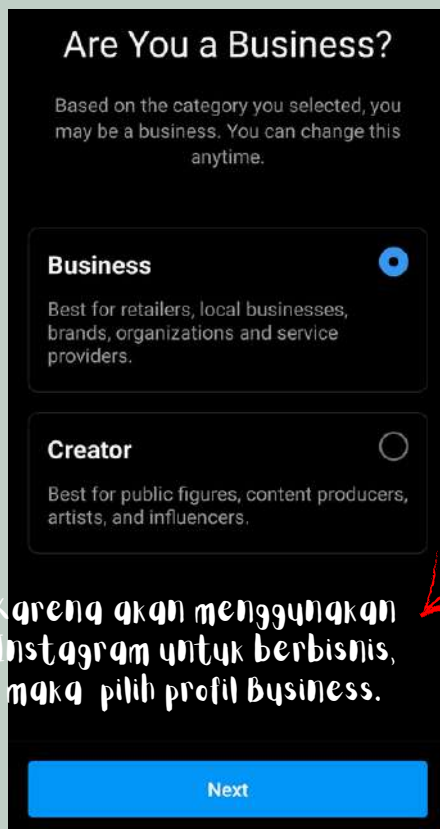 Are You a Business?
Based on the category you selected, you
may be a business. You can change this
anytime.
Business
Best for retailers, local businesses,
brands, organizations and service
providers.
Creator
Best for public figures, content producers,
artists, and influencers.
Karena akan menggunakan
Instagram untuk berbisnis,
maka pilih profil Business.
Next